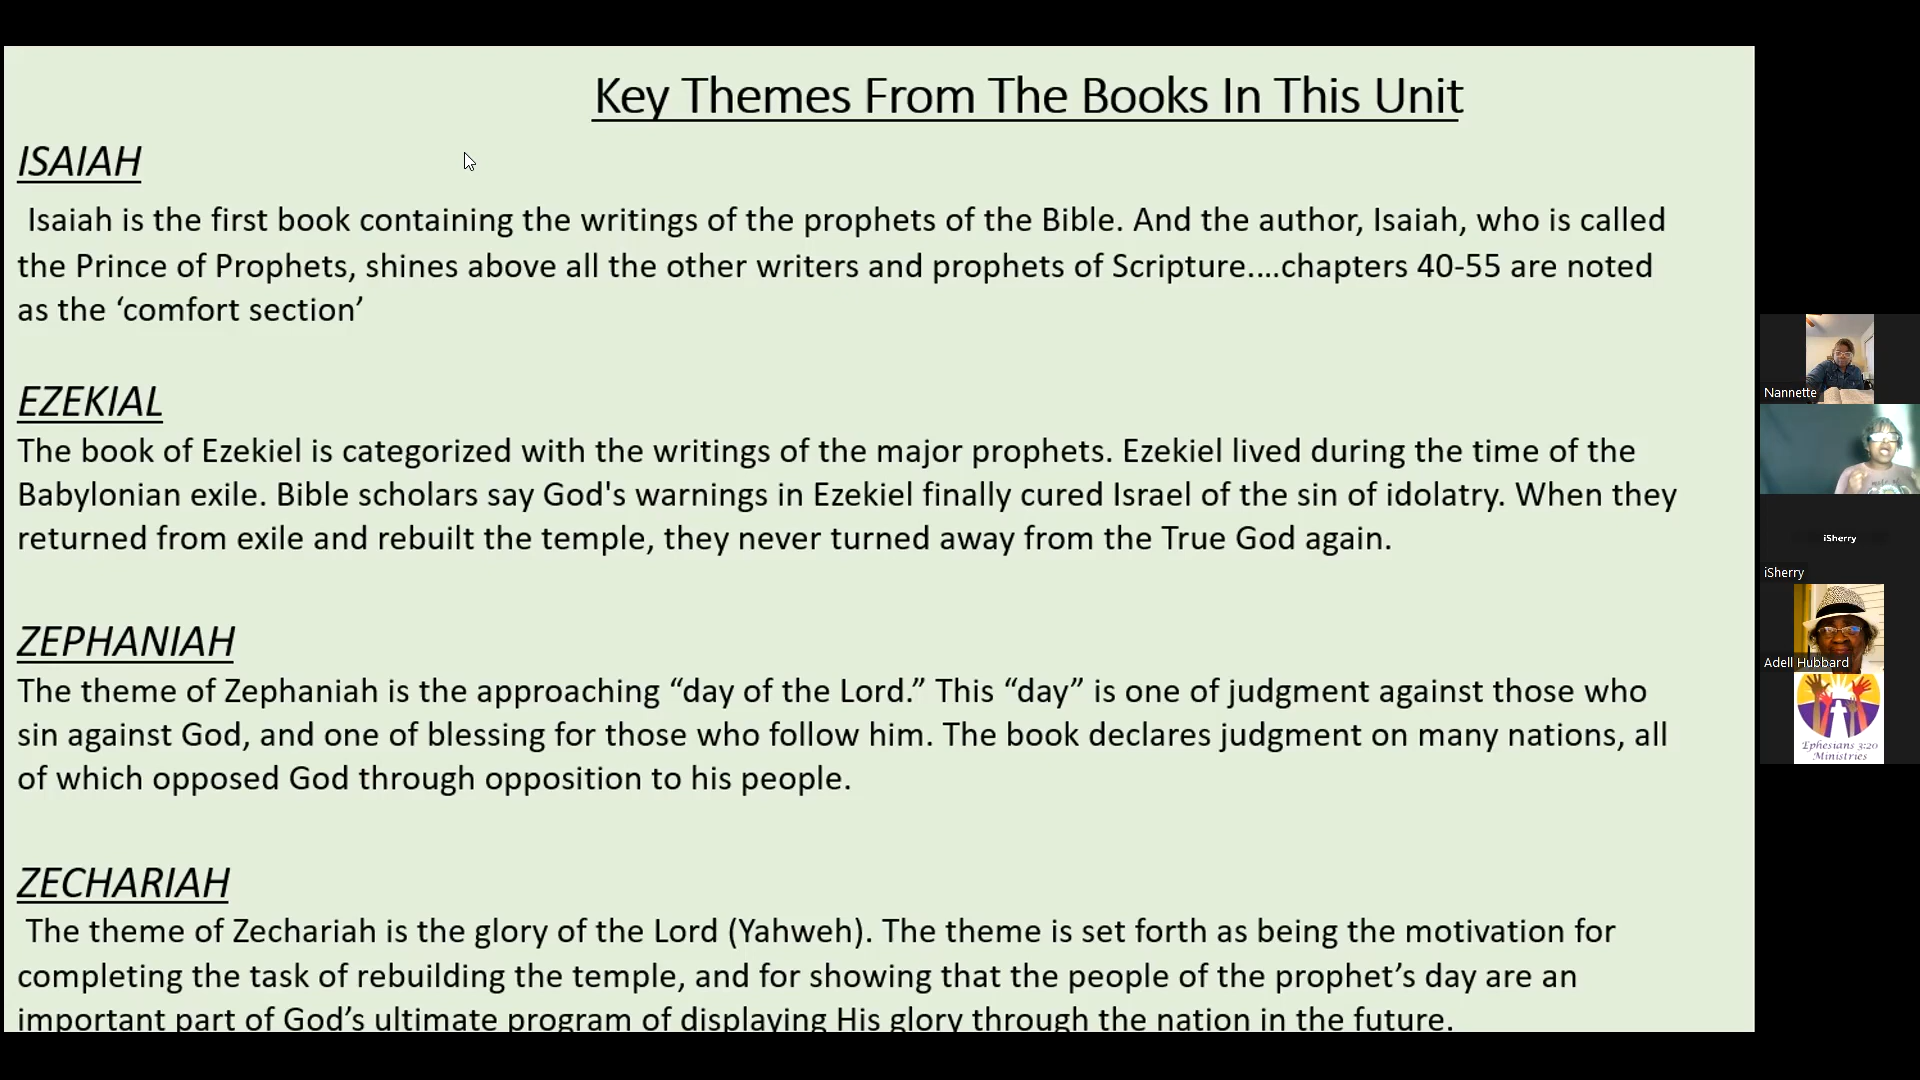 Key Themes From The Books In This Unit
ISAIAH
Isaiah is the first book containing the writings of the prophets of the Bible. And the author, Isaiah, who is called
the Prince of Prophets, shines above all the other writers and prophets of Scripture....chapters 40-55 are noted
as the ‘comfort section’
EZEKIAL
The book of Ezekiel is categorized with the writings of the major prophets. Ezekiel lived during the time of the
Babylonian exile. Bible scholars say God's warnings in Ezekiel finally cured Israel of the sin of idolatry. When they
returned from exile and rebuilt the temple, they never turned away from the True God again.
ZEPHANIAH
The theme of Zephaniah is the approaching “day of the Lord.” This “day” is one of judgment against those who
sin against God, and one of blessing for those who follow him. The book declares judgment on many nations, all
of which opposed God through opposition to his people.
ZECHARIAH
The theme of Zechariah is the glory of the Lord (Yahweh). The theme is set forth as being the motivation for
completing the task of rebuilding the temple, and for showing that the people of the prophet’s day are an
important part of God’s ultimate program of displaying His glory through the nation in the future.
Nannette
iSherry
iSherry
Adell Hubbard
Ephesians 3:20
Ministries